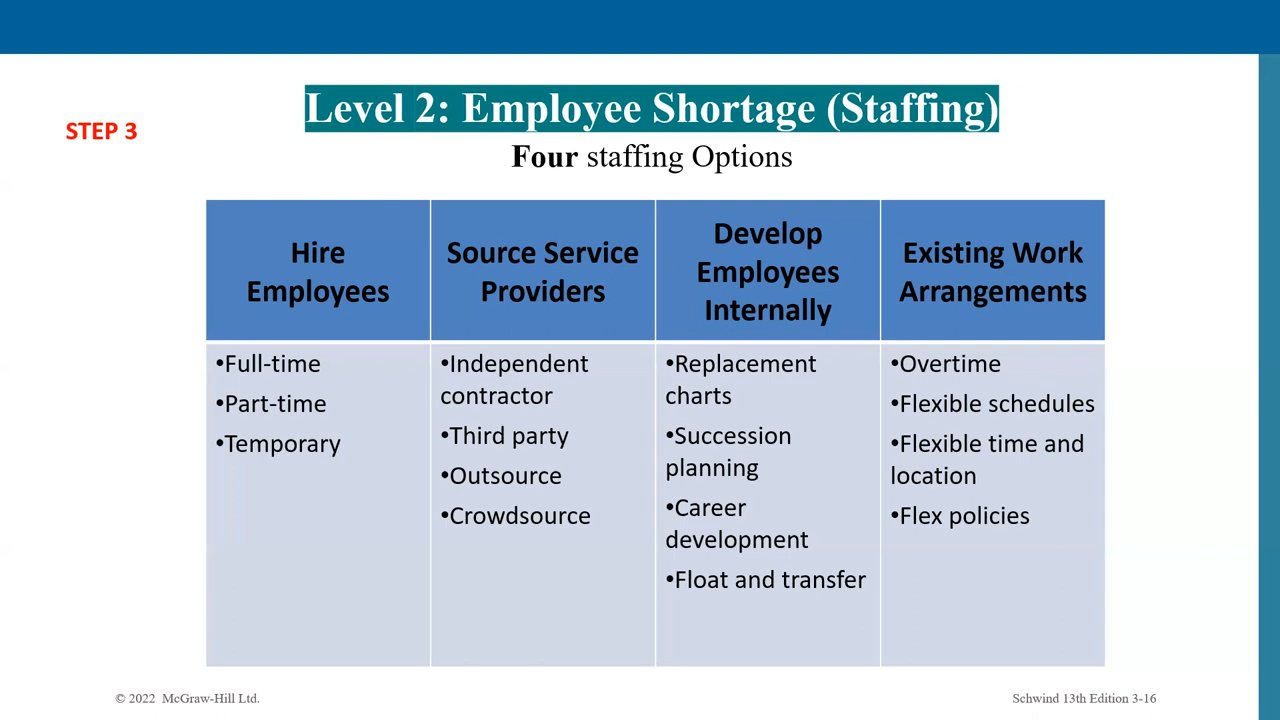 STEP 3
Level 2: Employee Shortage (Staffing)
Four staffing Options
Hire
Employees
Source Service
Providers
Develop
Employees
Internally
Existing Work
Arrangements
•Full-time
•Part-time
•Temporary
•Independent
contractor
•Third party
•Outsource
•Crowdsource
•Replacement
charts
•Succession
planning
•Career
development
•Float and transfer
•Overtime
•Flexible schedules
•Flexible time and
location
•Flex policies
© 2022 McGraw-Hill Ltd.
Schwind 13th Edition 3-16